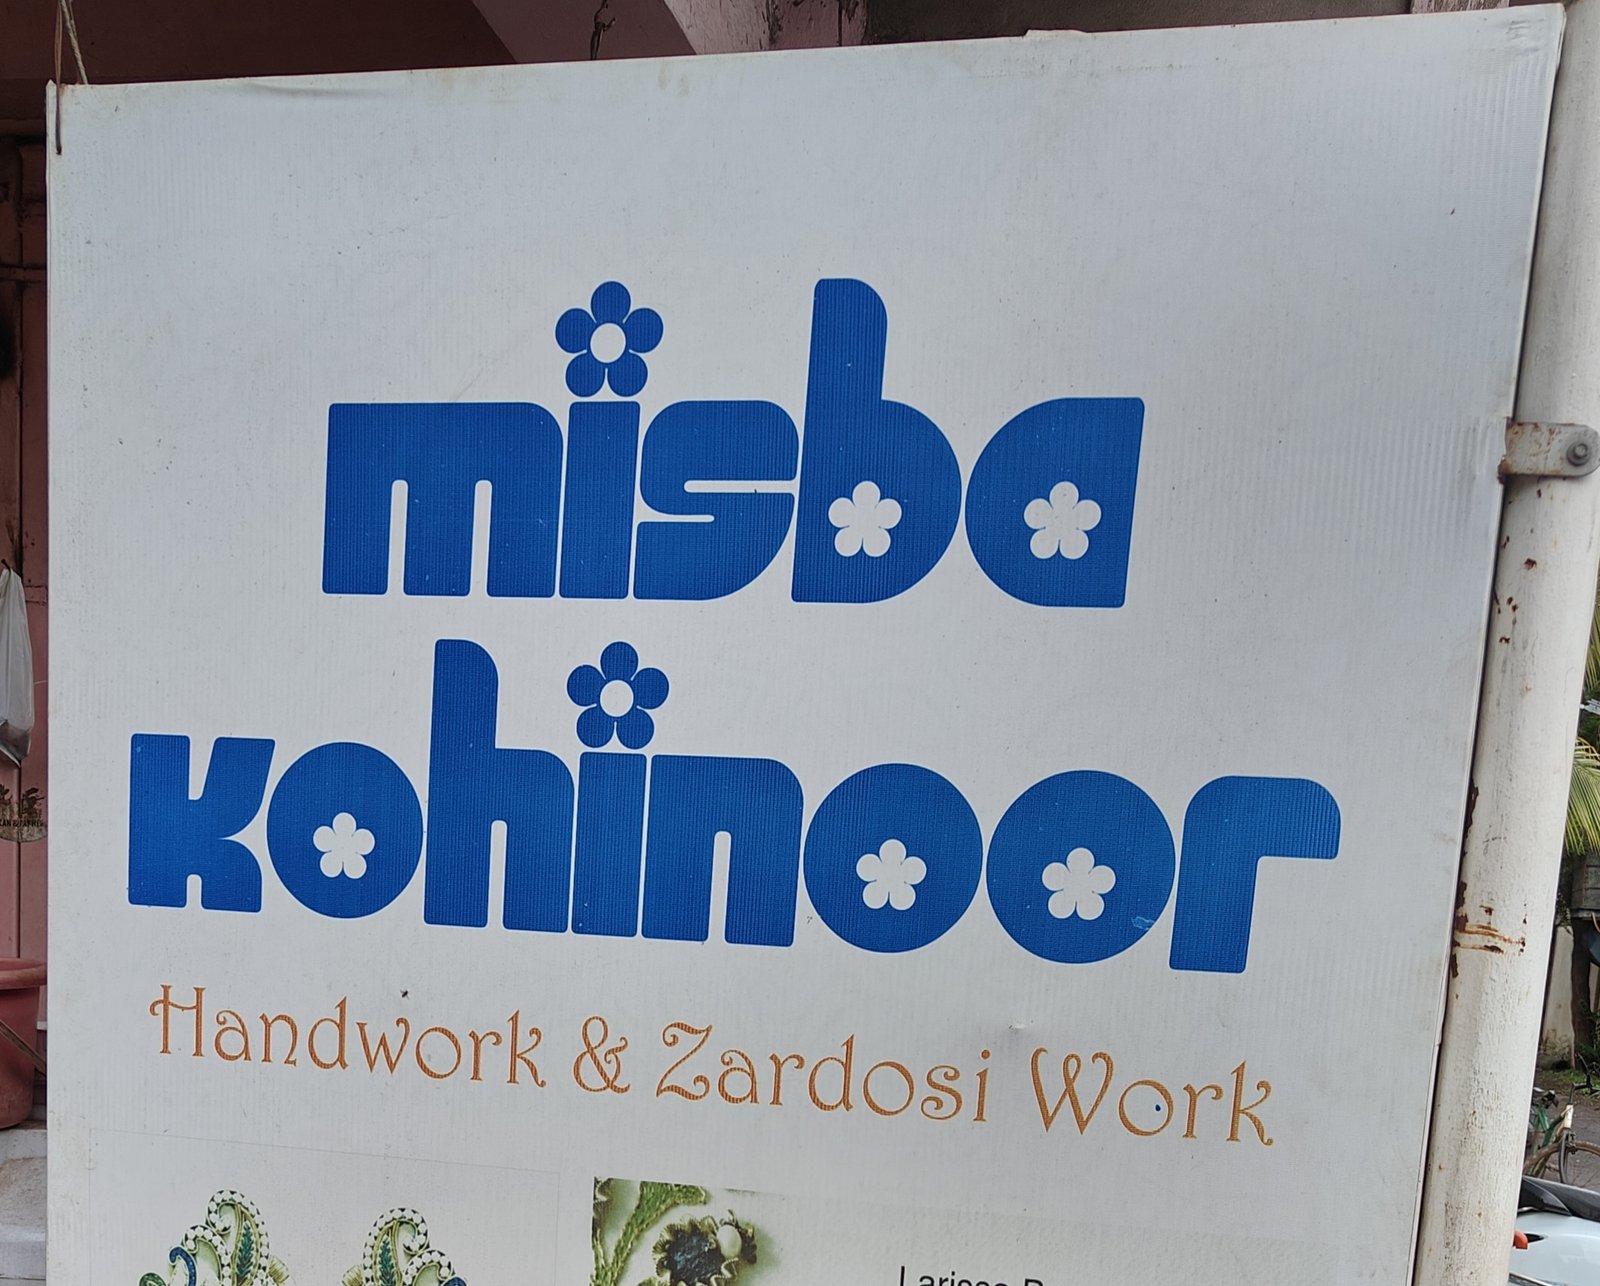 misba
kohinoor
Handwork & Zardosi Work